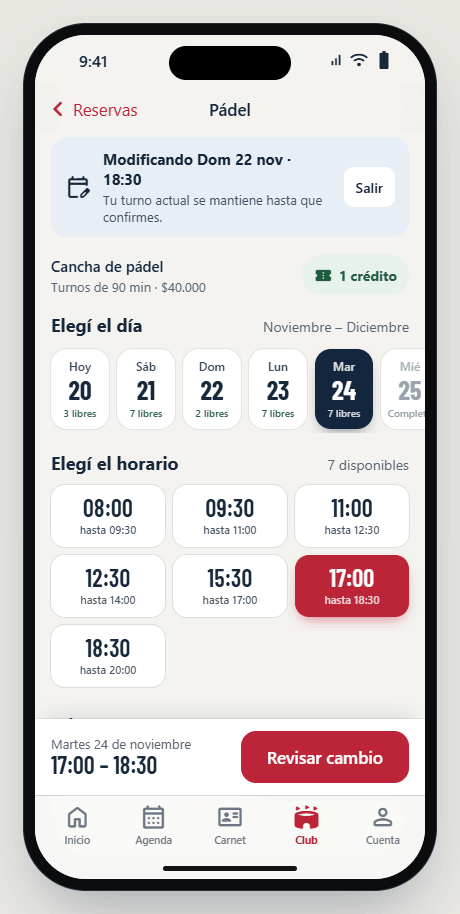 9:41
Reservas
Pádel
Modificando Dom 22 nov ·
18:30
Tu turno actual se mantiene hasta que
confirmes.
Salir
Cancha de pádel
Turnos de 90 min · $40.000
1 crédito
Elegí el día
Noviembre – Diciembre
Hoy
20
3 libres
Sáb
21
7 libres
Dom
22
2 libres
Lun
23
7 libres
Mar
24
7 libres
Mié
25
Complet
Elegí el horario
7 disponibles
08:00
hasta 09:30
09:30
hasta 11:00
11:00
hasta 12:30
12:30
hasta 14:00
15:30
hasta 17:00
17:00
hasta 18:30
18:30
hasta 20:00
Martes 24 de noviembre
17:00 – 18:30
Revisar cambio
Inicio
Agenda
Carnet
Club
Cuenta